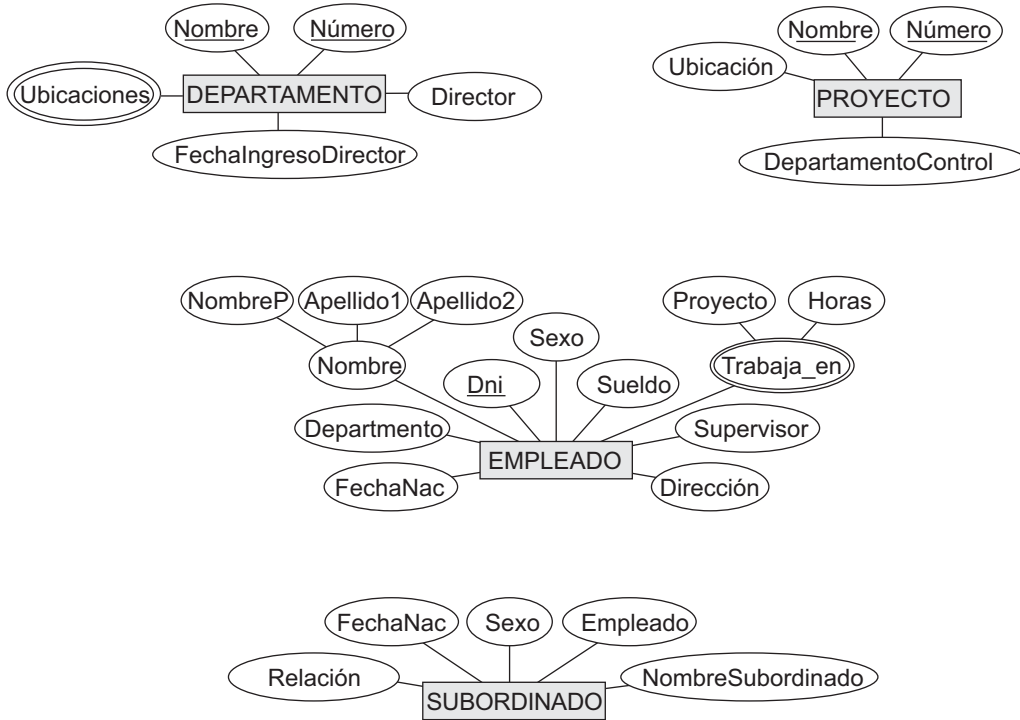 Nombre Número
Ubicaciones DEPARTAMENTO Director
FechaIngresoDirector
Nombre Número
Ubicación
PROYECTO
DepartamentoControl
NombreP Apellido1 Apellido2
Proyecto Horas
Nombre
Sexo
Trabaja_en
Dni Sueldo
Departmento Supervisor
EMPLEADO
FechaNac Dirección
FechaNac Sexo Empleado
Relación NombreSubordinado
SUBORDINADO